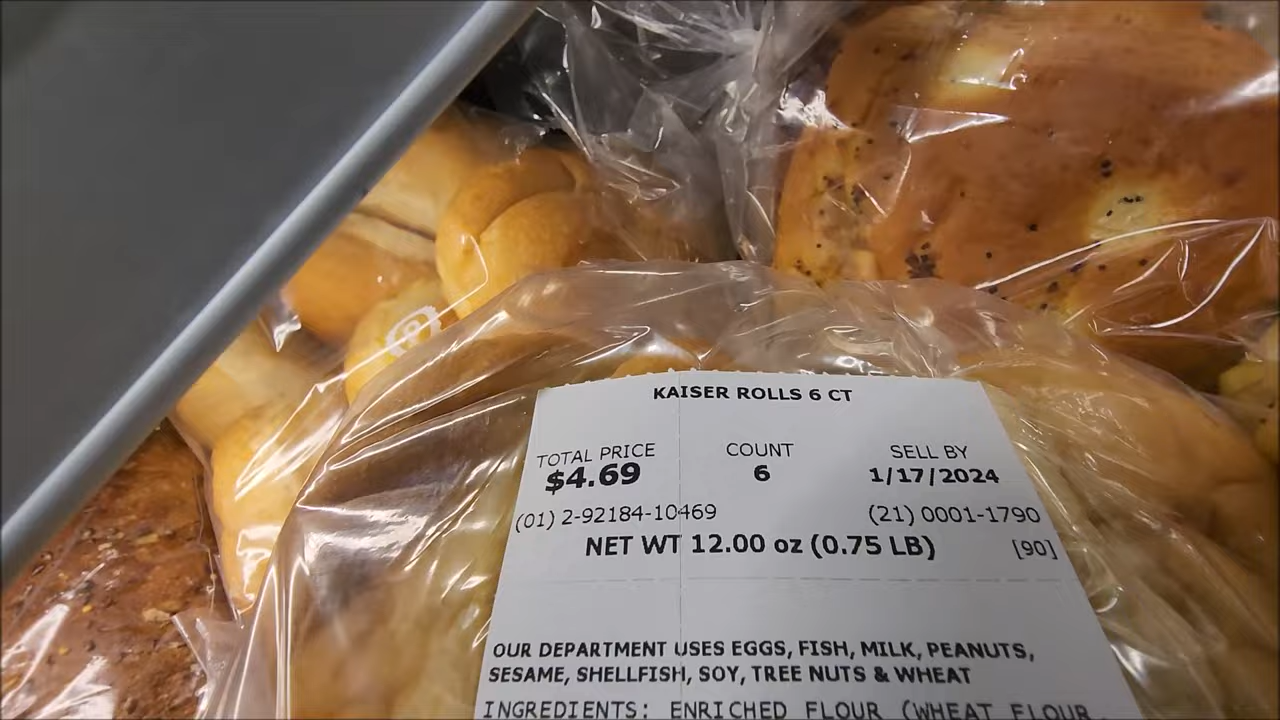 KAISER ROLLS 6 CT
TOTAL PRICE COUNT SELL BY
$4.69 6 1/17/2024
(01) 2-92184-10469 (21) 0001-1790
NET WT 12.00 oz (0.75 LB) [90]
OUR DEPARTMENT USES EGGS, FISH, MILK, PEANUTS,
SESAME, SHELLFISH, SOY, TREE NUTS & WHEAT
INGREDIENTS: ENRICHED FLOUR (WHEAT FLOUR,